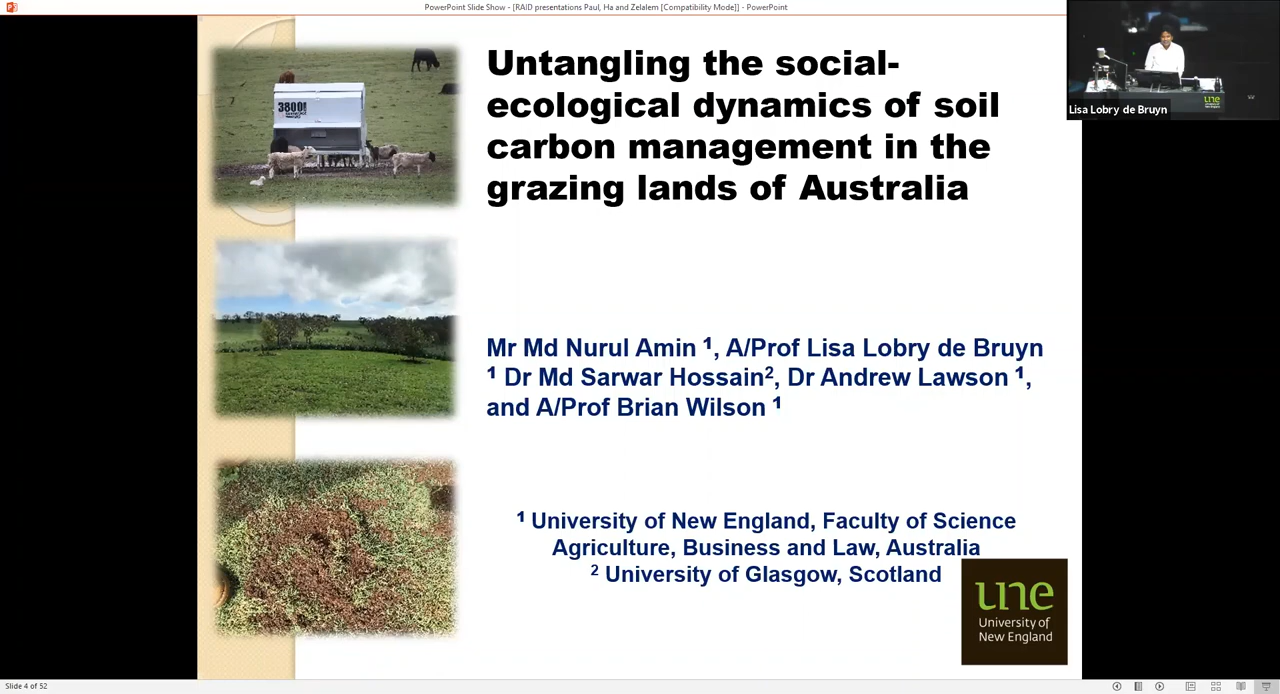 PowerPoint Slide Show - [RAID presentations Paul, Ha and Zelalem [Compatibility Mode]] - PowerPoint
Lisa Lobry de Bruyn
une
3800
Untangling the social-
ecological dynamics of soil
carbon management in the
grazing lands of Australia
Mr Md Nurul Amin ¹, A/Prof Lisa Lobry de Bruyn
¹ Dr Md Sarwar Hossain², Dr Andrew Lawson ¹,
and A/Prof Brian Wilson ¹
¹ University of New England, Faculty of Science
Agriculture, Business and Law, Australia
² University of Glasgow, Scotland
une
University of
New England
Slide 4 of 52